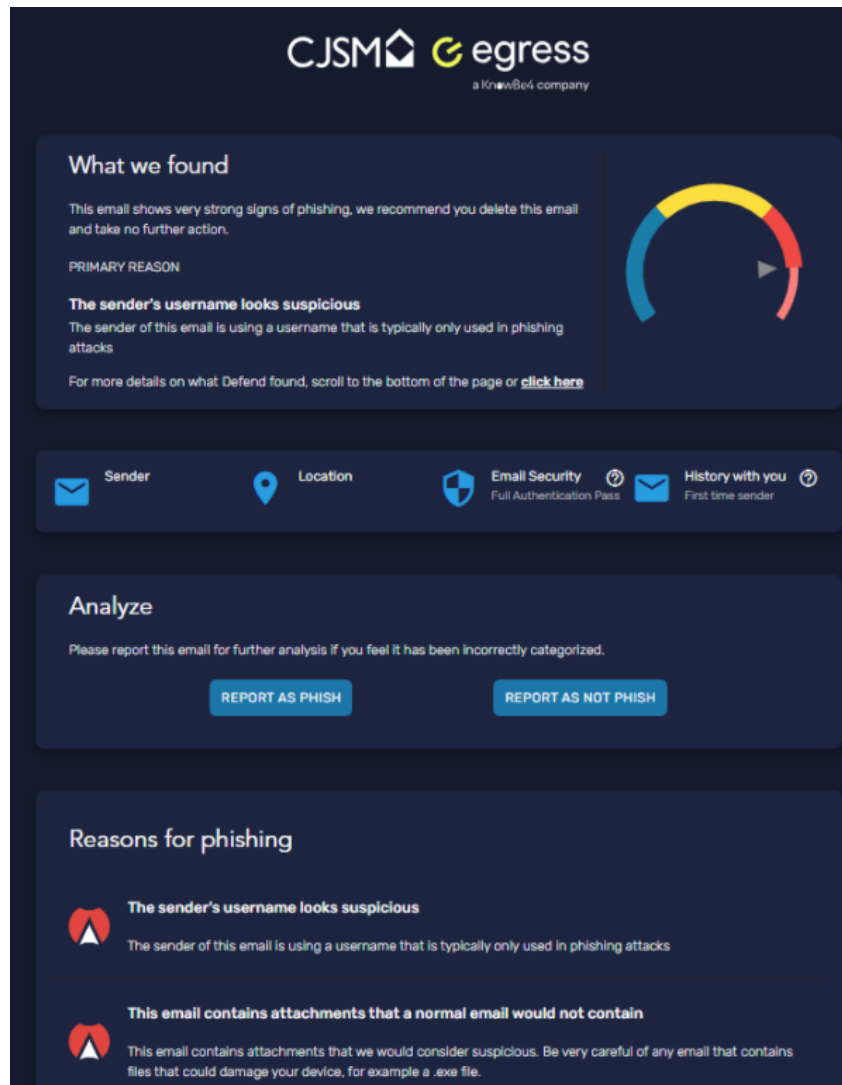 CJSM egress
a KnowBe4 company
What we found
This email shows very strong signs of phishing, we recommend you delete this email
and take no further action.
PRIMARY REASON
The sender's username looks suspicious
The sender of this email is using a username that is typically only used in phishing
attacks
For more details on what Defend found, scroll to the bottom of the page or click here
Sender
Location
Email Security
Full Authentication Pass
History with you
First time sender
Analyze
Please report this email for further analysis if you feel it has been incorrectly categorized.
REPORT AS PHISH
REPORT AS NOT PHISH
Reasons for phishing
The sender's username looks suspicious
The sender of this email is using a username that is typically only used in phishing attacks
This email contains attachments that a normal email would not contain
This email contains attachments that we would consider suspicious. Be very careful of any email that contains
files that could damage your device, for example a .exe file.